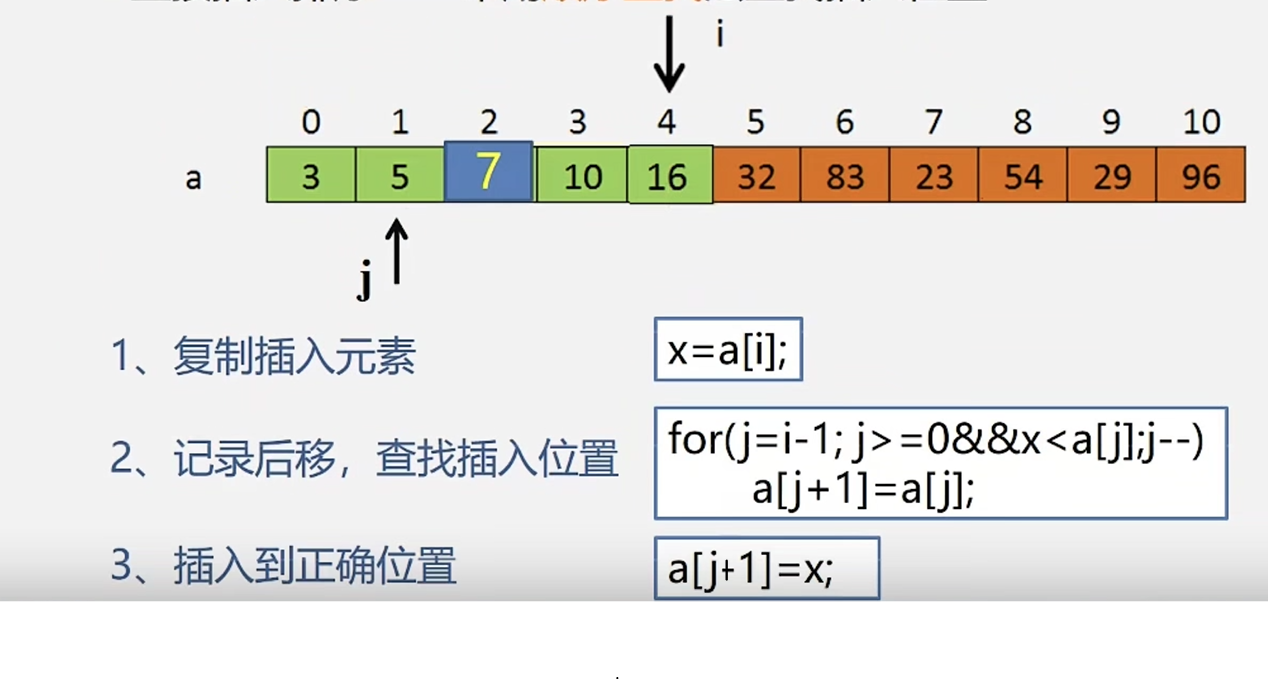 i
0 1 2 3 4 5 6 7 8 9 10
a 3 5 7 10 16 32 83 23 54 29 96
j
1、复制插入元素 x=a[i];
2、记录后移，查找插入位置 for(j=i-1; j>=0&&x<a[j];j--)
a[j+1]=a[j];
3、插入到正确位置 a[j+1]=x;